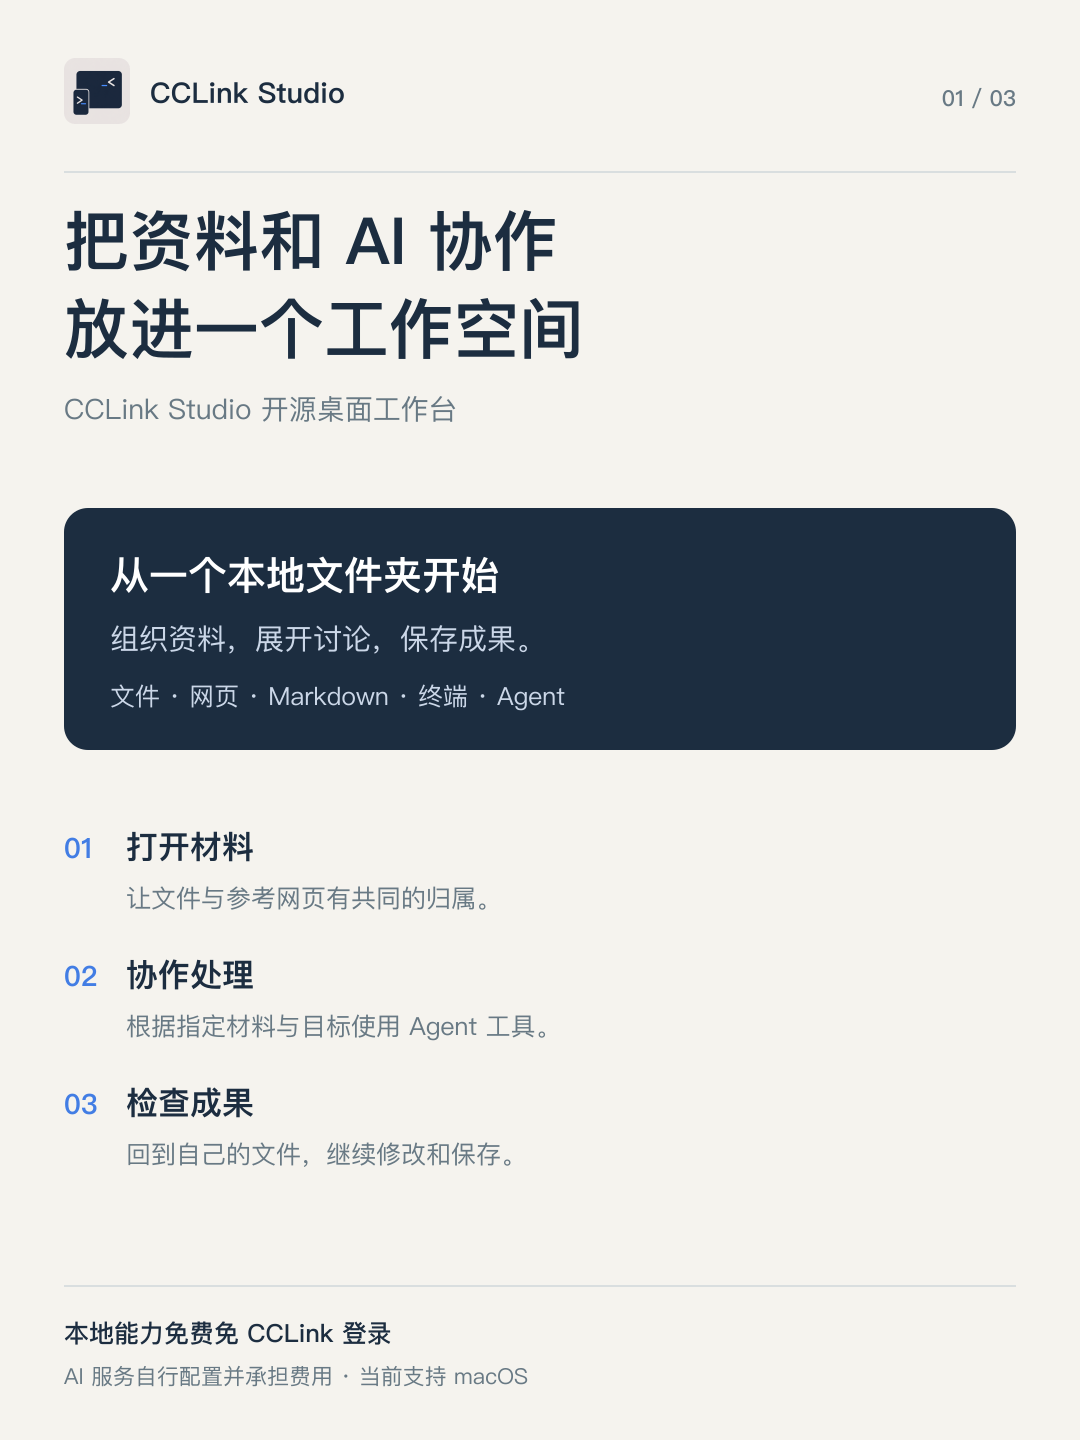 CCLink Studio
01 / 03
把资料和 AI 协作
放进一个工作空间
CCLink Studio 开源桌面工作台
从一个本地文件夹开始
组织资料，展开讨论，保存成果。
文件 · 网页 · Markdown · 终端 · Agent
01 打开材料
让文件与参考网页有共同的归属。
02 协作处理
根据指定材料与目标使用 Agent 工具。
03 检查成果
回到自己的文件，继续修改和保存。
本地能力免费免 CCLink 登录
AI 服务自行配置并承担费用 · 当前支持 macOS